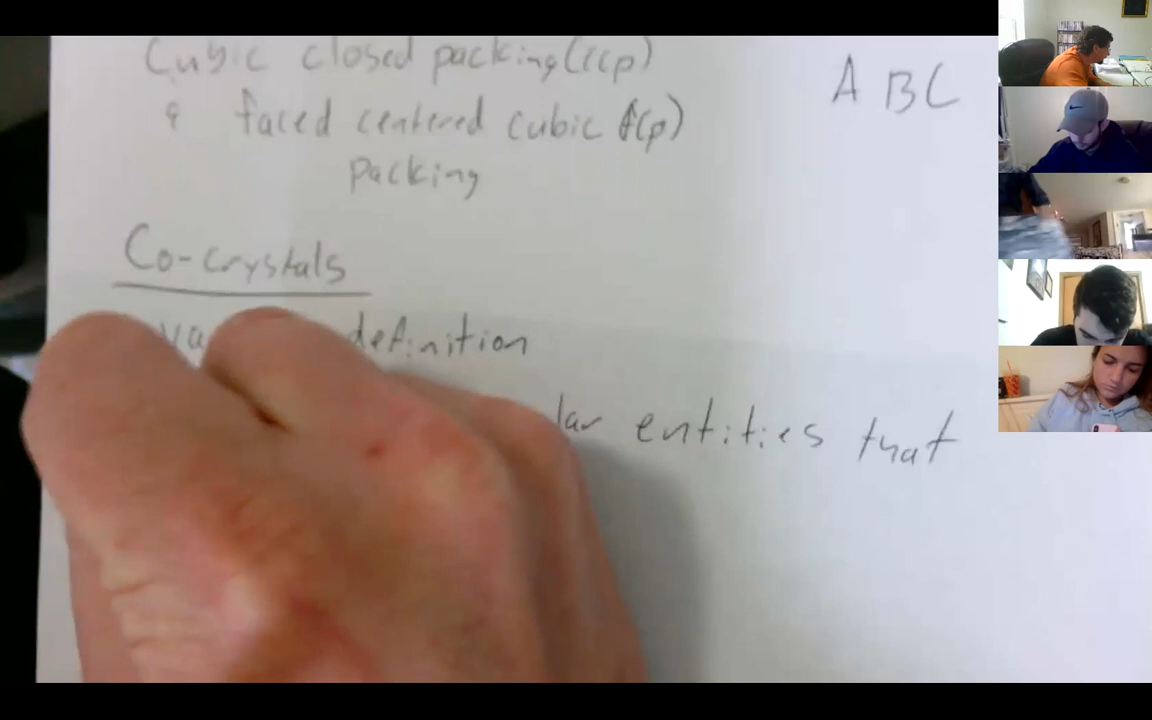 Cubic closed packing (ccp) A B C
& faced centered cubic fcp)
packing
Co-crystals
definition
entities that